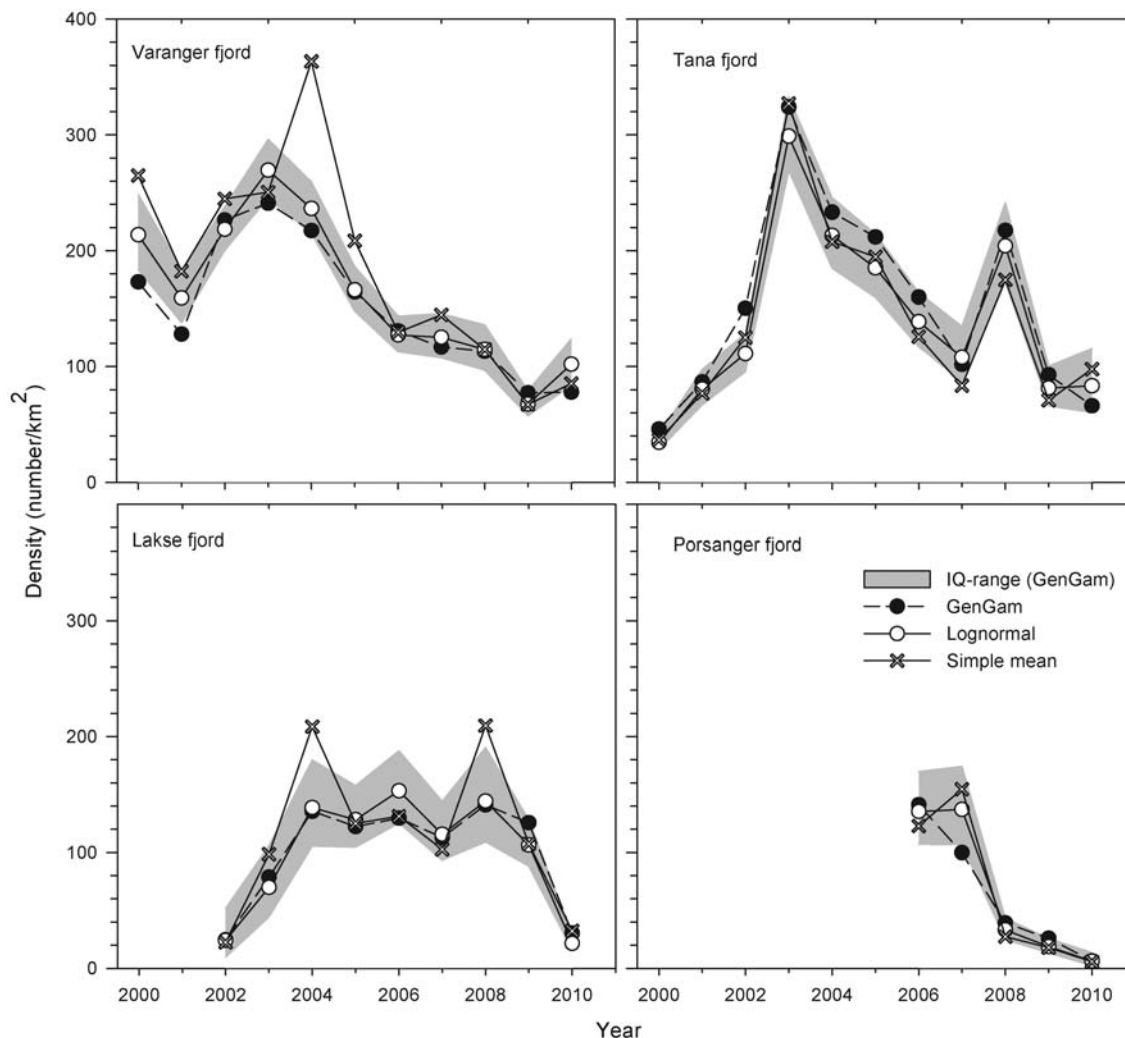 Varanger fjord
Tana fjord
400
300
200
100
0
Lakse fjord
Porsanger fjord
IQ-range (GenGam)
GenGam
Lognormal
Simple mean
300
200
100
0
2000 2002 2004 2006 2008 2010
2000 2002 2004 2006 2008 2010
Density (number/km²)
Year